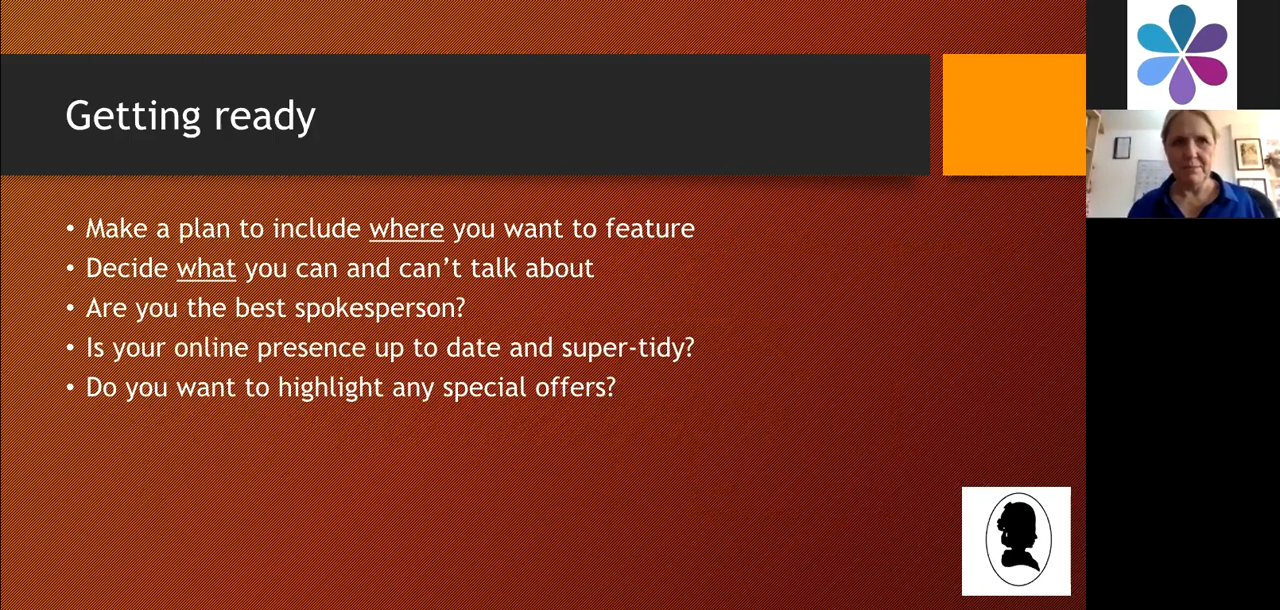 Getting ready
• Make a plan to include where you want to feature
• Decide what you can and can’t talk about
• Are you the best spokesperson?
• Is your online presence up to date and super-tidy?
• Do you want to highlight any special offers?